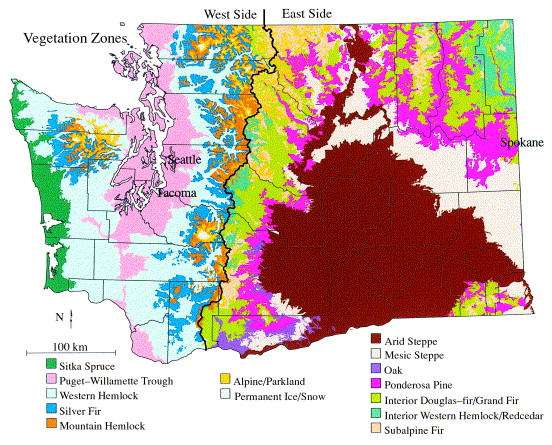 West Side East Side
Vegetation Zones
Spokane
Seattle
Tacoma
N
100 km
Sitka Spruce
Puget–Willamette Trough
Western Hemlock
Silver Fir
Mountain Hemlock
Alpine/Parkland
Permanent Ice/Snow
Arid Steppe
Mesic Steppe
Oak
Ponderosa Pine
Interior Douglas–fir/Grand Fir
Interior Western Hemlock/Redcedar
Subalpine Fir